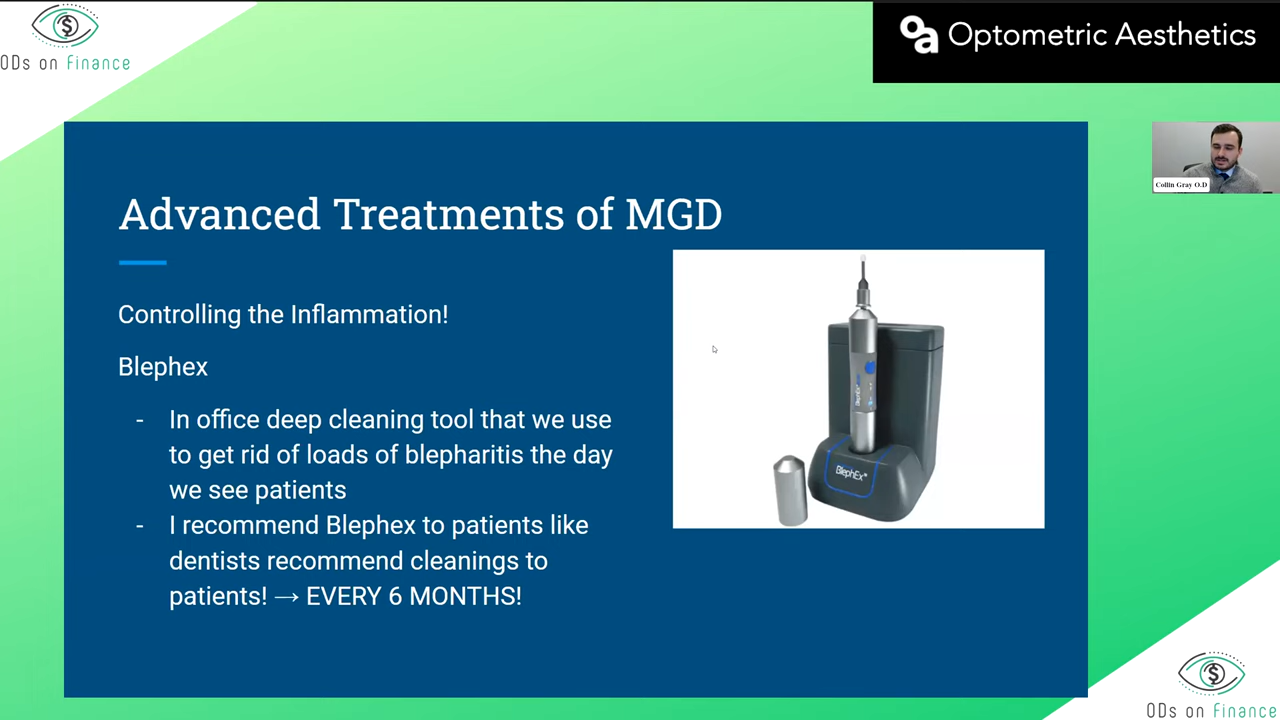 $
ODs on Finance
oa Optometric Aesthetics
Collin Gray O.D
Advanced Treatments of MGD
Controlling the Inflammation!
Blephex
- In office deep cleaning tool that we use
to get rid of loads of blepharitis the day
we see patients
- I recommend Blephex to patients like
dentists recommend cleanings to
patients! → EVERY 6 MONTHS!
BlephEx
BlephEx
$
ODs on Finance